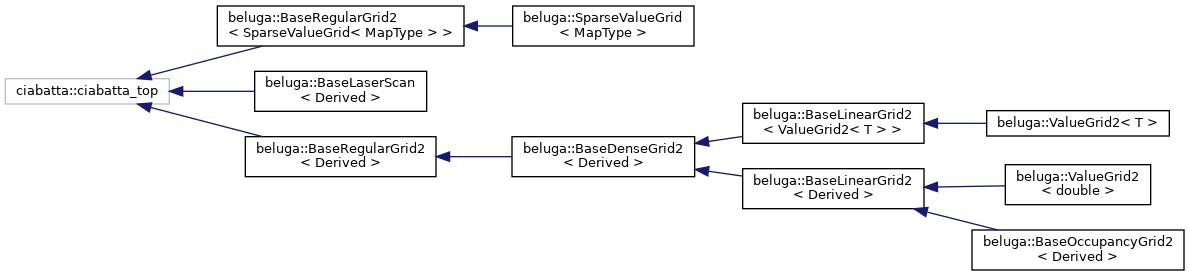 beluga::BaseRegularGrid2
< SparseValueGrid< MapType > >
beluga::SparseValueGrid
< MapType >
ciabatta::ciabatta_top
beluga::BaseLaserScan
< Derived >
beluga::BaseRegularGrid2
< Derived >
beluga::BaseDenseGrid2
< Derived >
beluga::BaseLinearGrid2
< ValueGrid2< T > >
beluga::ValueGrid2< T >
beluga::BaseLinearGrid2
< Derived >
beluga::ValueGrid2
< double >
beluga::BaseOccupancyGrid2
< Derived >